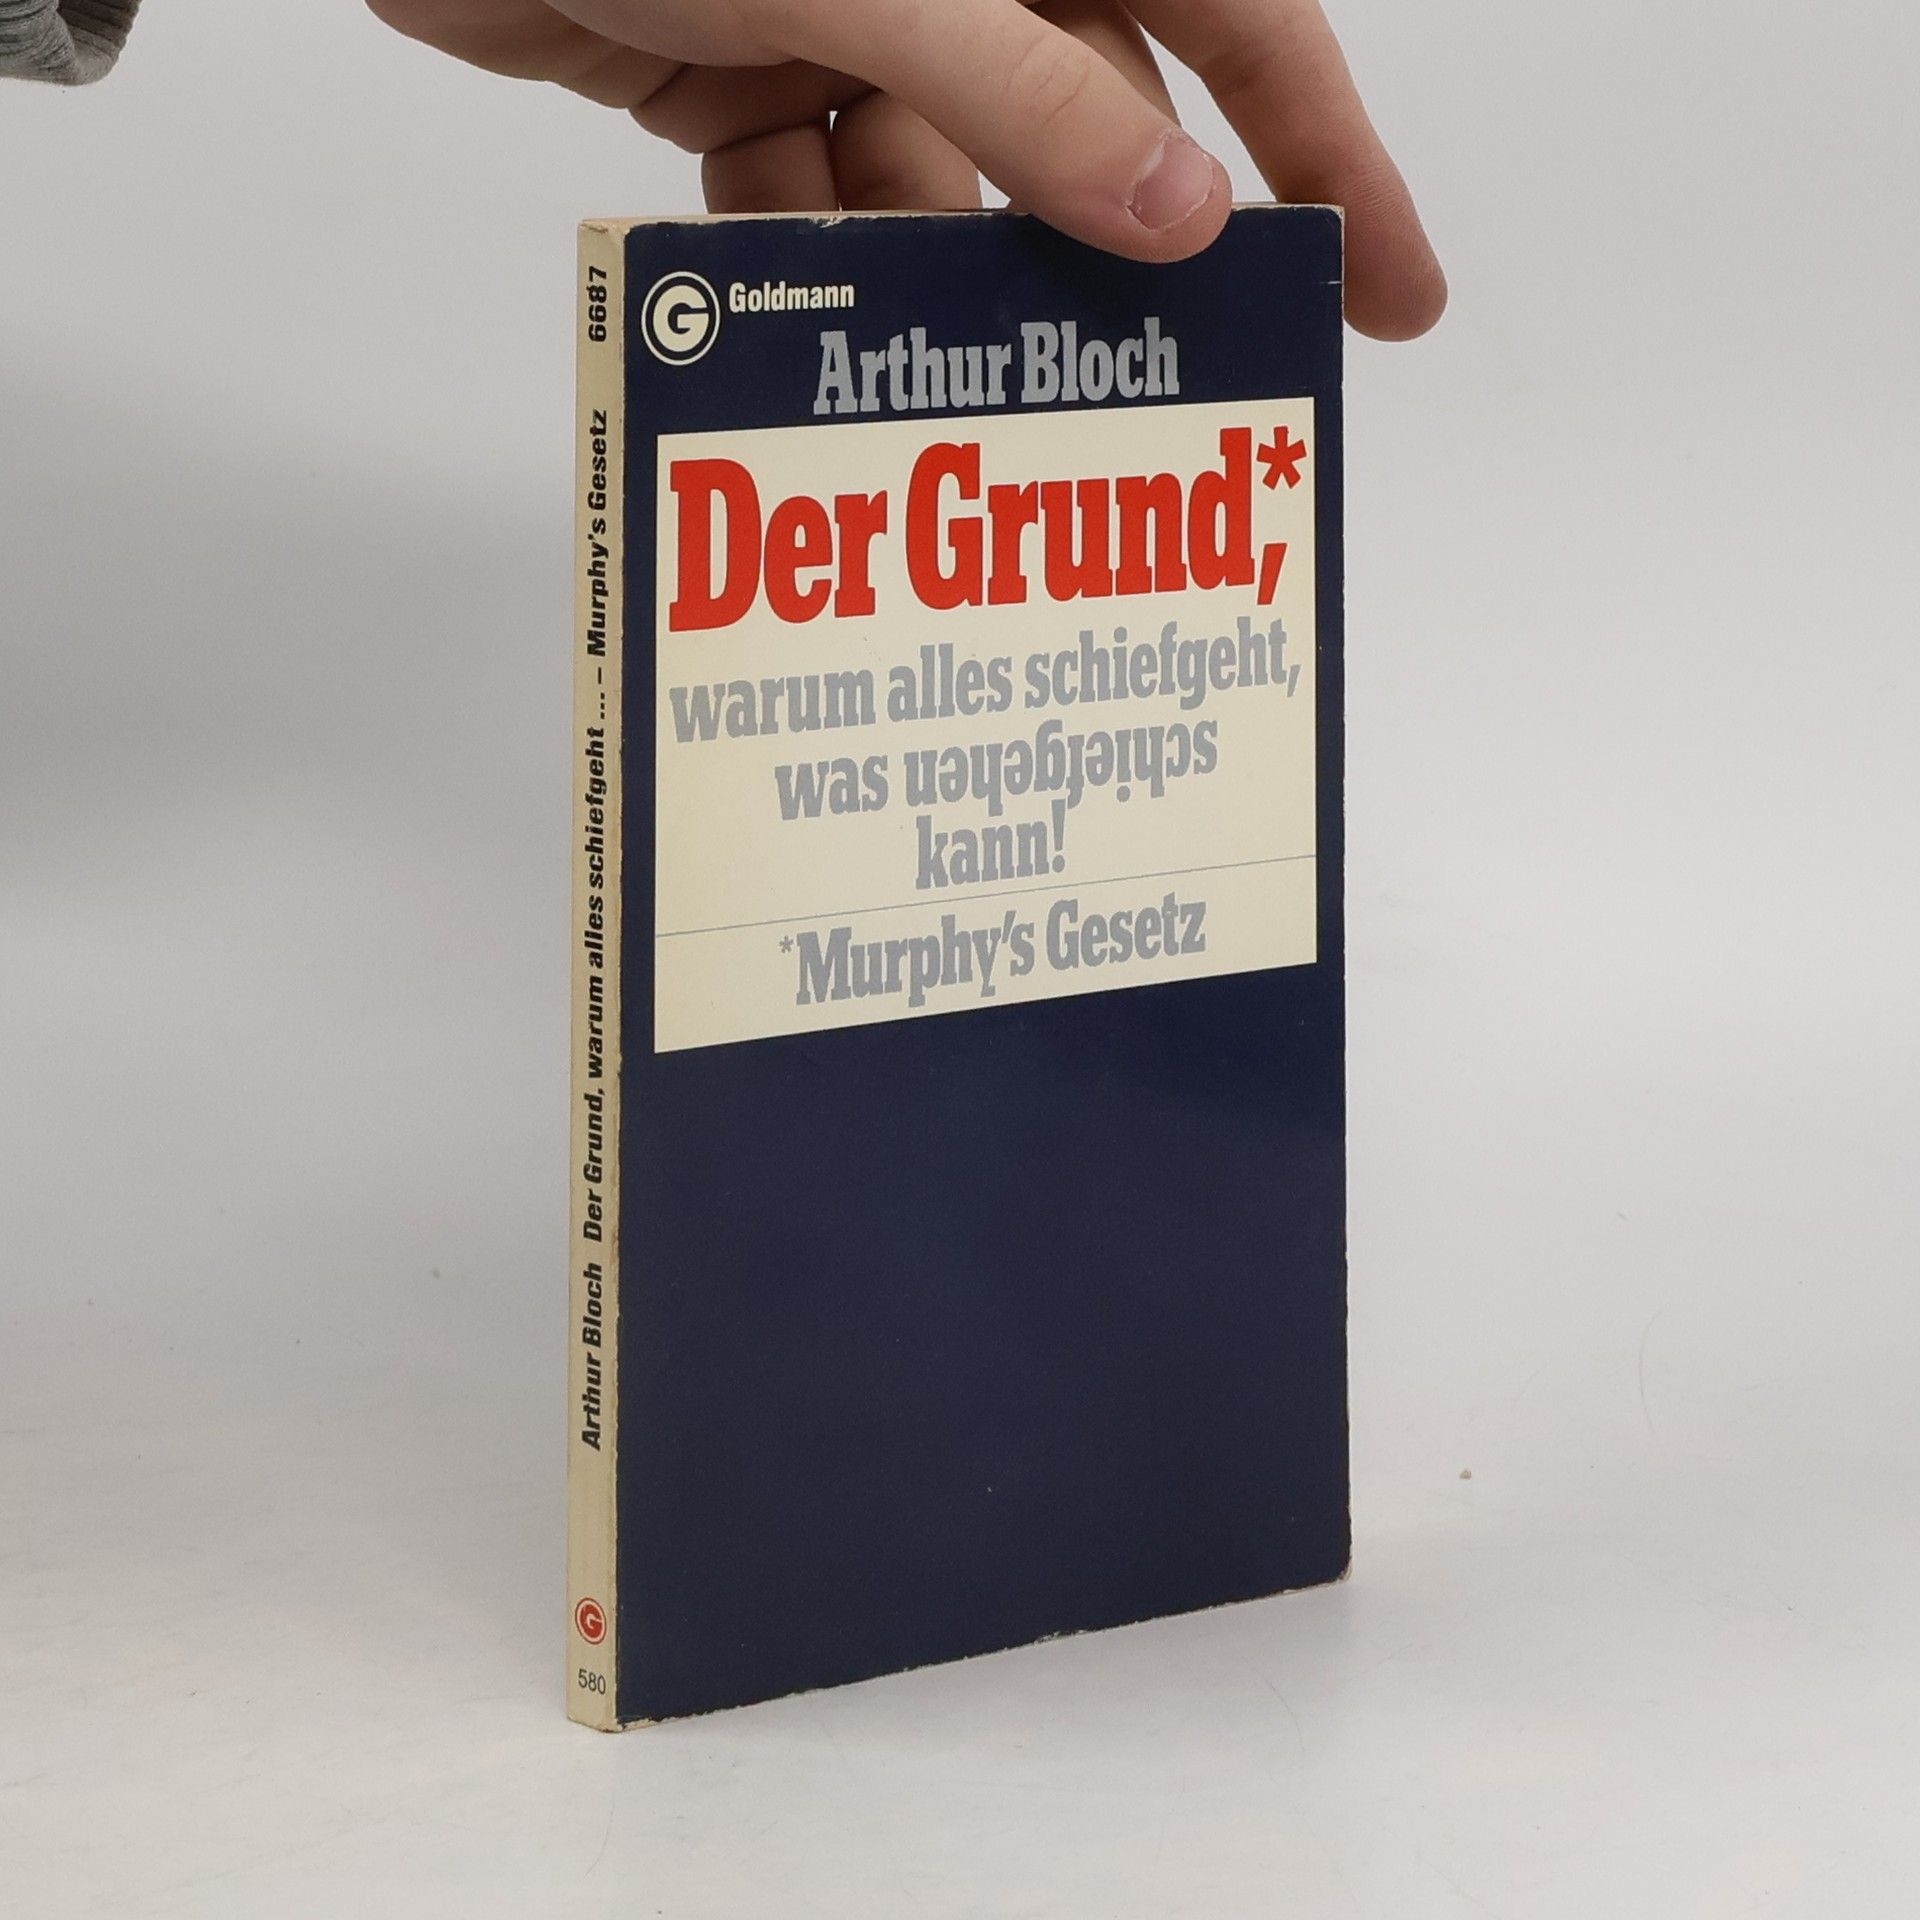 G Goldmann
Arthur Bloch
Der Grund,*
warum alles schiefgeht,
was schiefgehen
kann!
*Murphy's Gesetz
Arthur Bloch Der Grund, warum alles schiefgeht ... – Murphy's Gesetz 6687
G
580